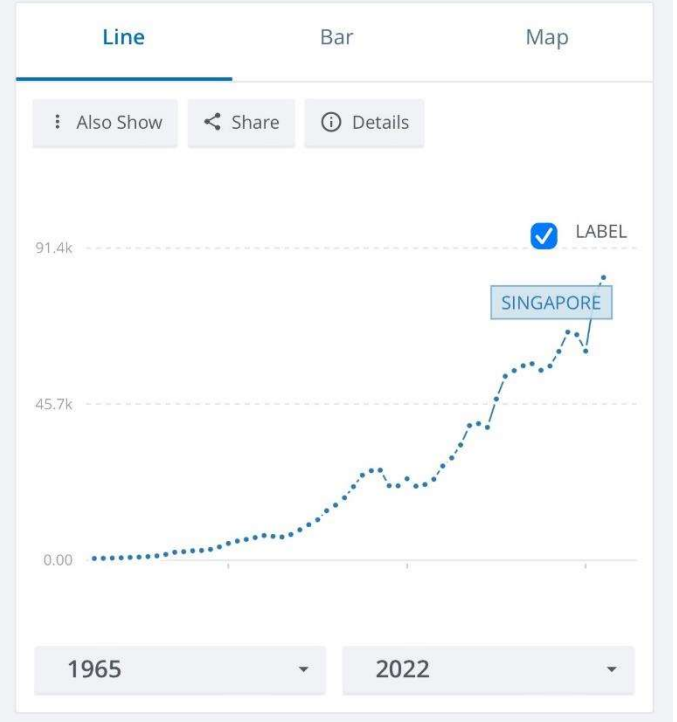 Line Bar Map
Also Show Share Details
LABEL
91.4k
SINGAPORE
45.7k
0.00
1965 2022